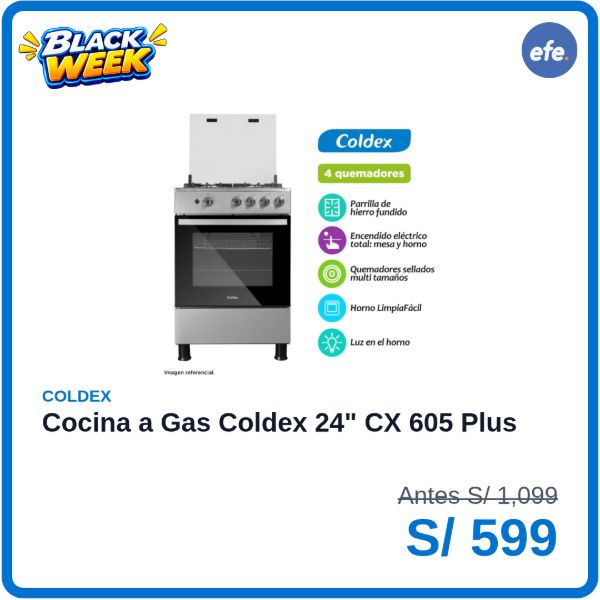 BLACK
WEEK
efe.
Coldex
4 quemadores
Parrilla de
hierro fundido
Encendido eléctrico
total: mesa y horno
Quemadores sellados
multi tamaños
Horno LimpiaFácil
Luz en el horno
Coldex
Imagen referencial.
COLDEX
Cocina a Gas Coldex 24" CX 605 Plus
Antes S/ 1,099
S/ 599